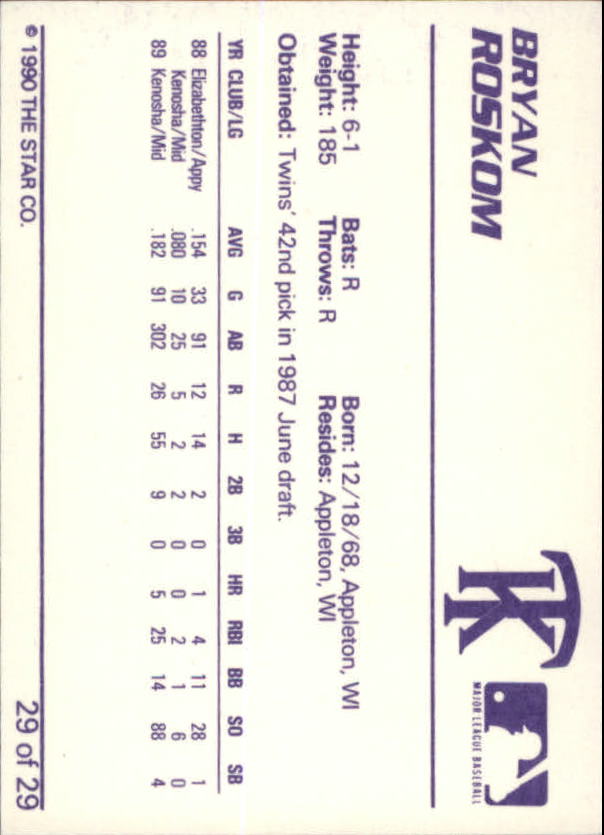 BRYAN
ROSKOM
TK
MAJOR LEAGUE BASEBALL
Height: 6-1 Bats: R Born: 12/18/68, Appleton, WI
Weight: 185 Throws: R Resides: Appleton, WI
Obtained: Twins' 42nd pick in 1987 June draft.
YR CLUB/LG AVG G AB R H 2B 3B HR RBI BB SO SB
88 Elizabethton/Appy .154 33 91 12 14 2 0 1 4 11 28 1
Kenosha/Mid .080 10 25 5 2 2 0 0 2 1 6 0
89 Kenosha/Mid .182 91 302 26 55 9 0 5 25 14 88 4
© 1990 THE STAR CO. 29 of 29